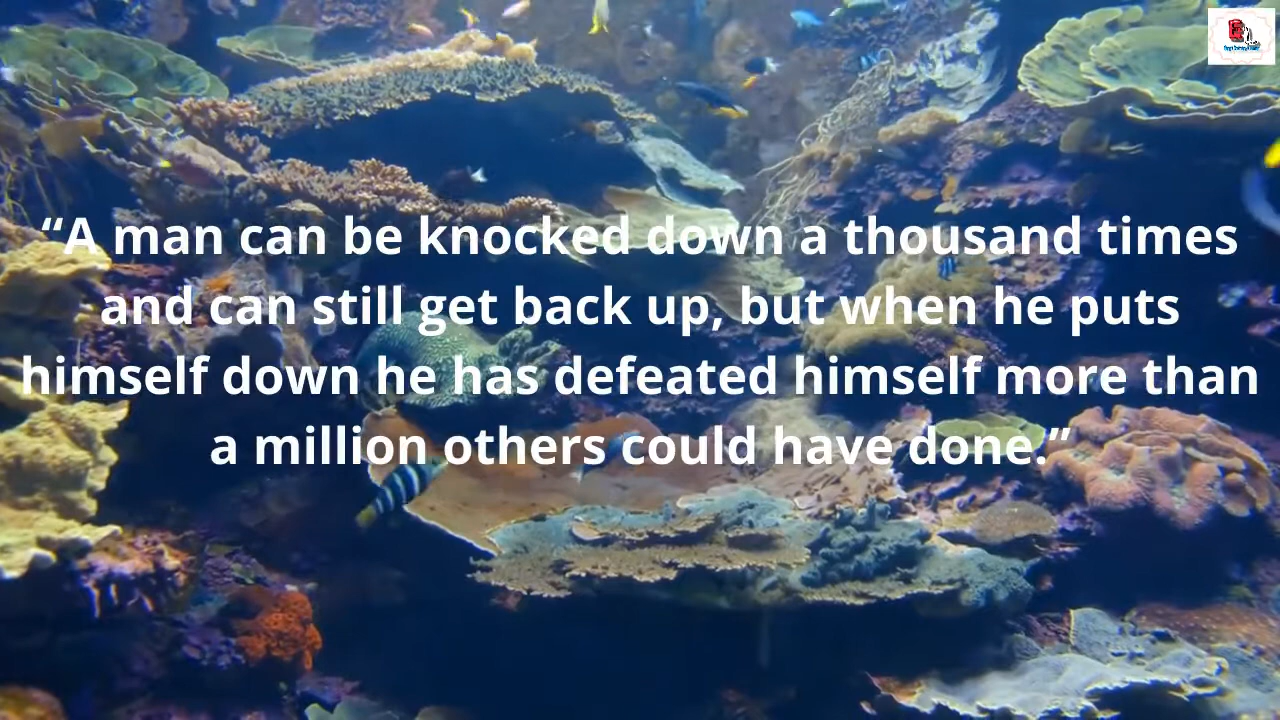 “A man can be knocked down a thousand times
and can still get back up, but when he puts
himself down he has defeated himself more than
a million others could have done.”